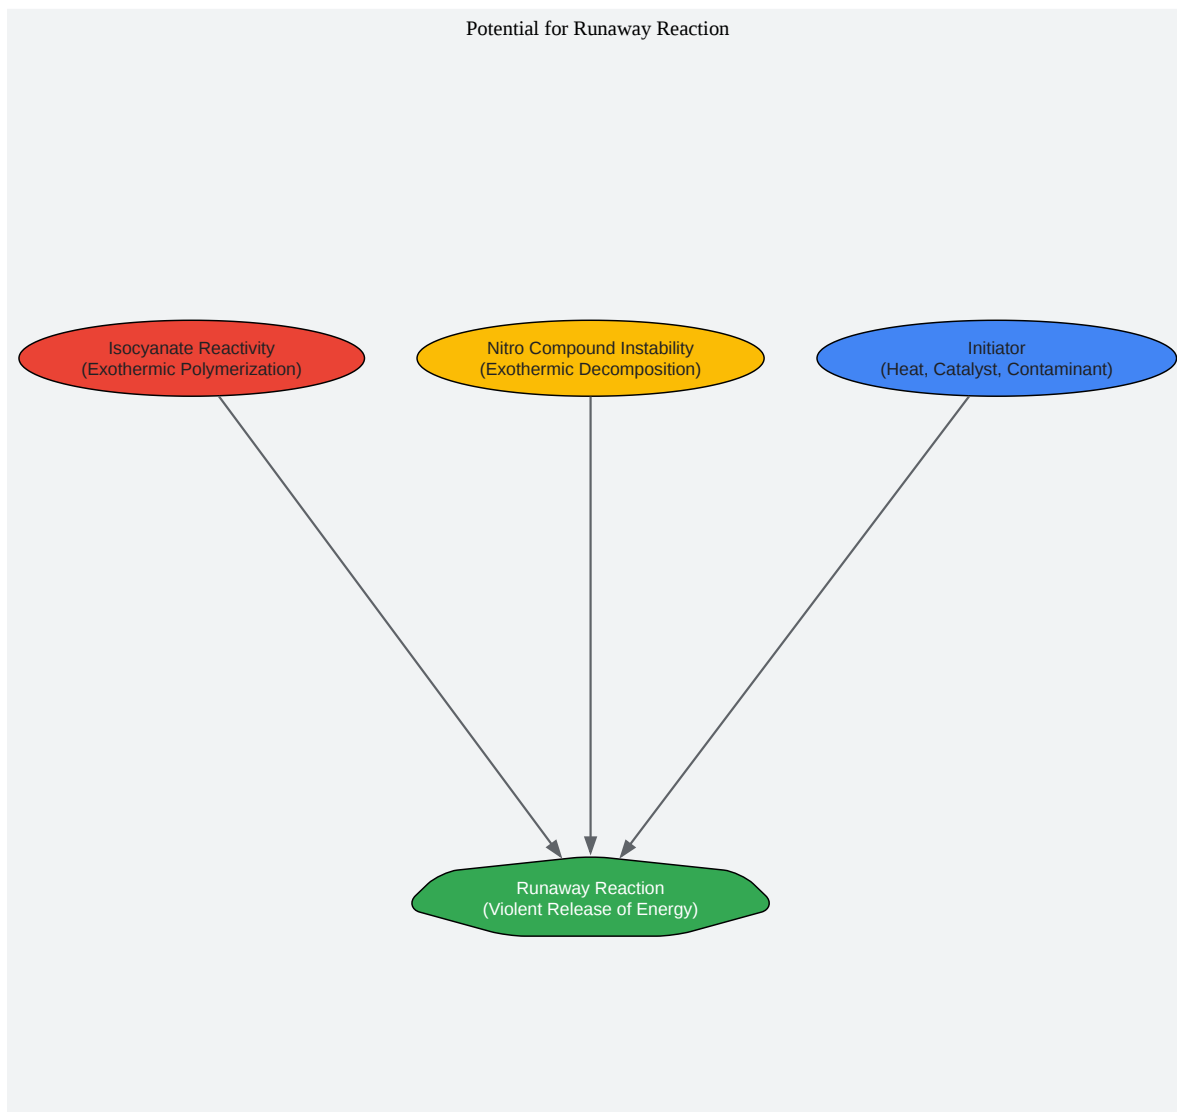 Potential for Runaway Reaction
Isocyanate Reactivity
(Exothermic Polymerization)
Nitro Compound Instability
(Exothermic Decomposition)
Initiator
(Heat, Catalyst, Contaminant)
Runaway Reaction
(Violent Release of Energy)